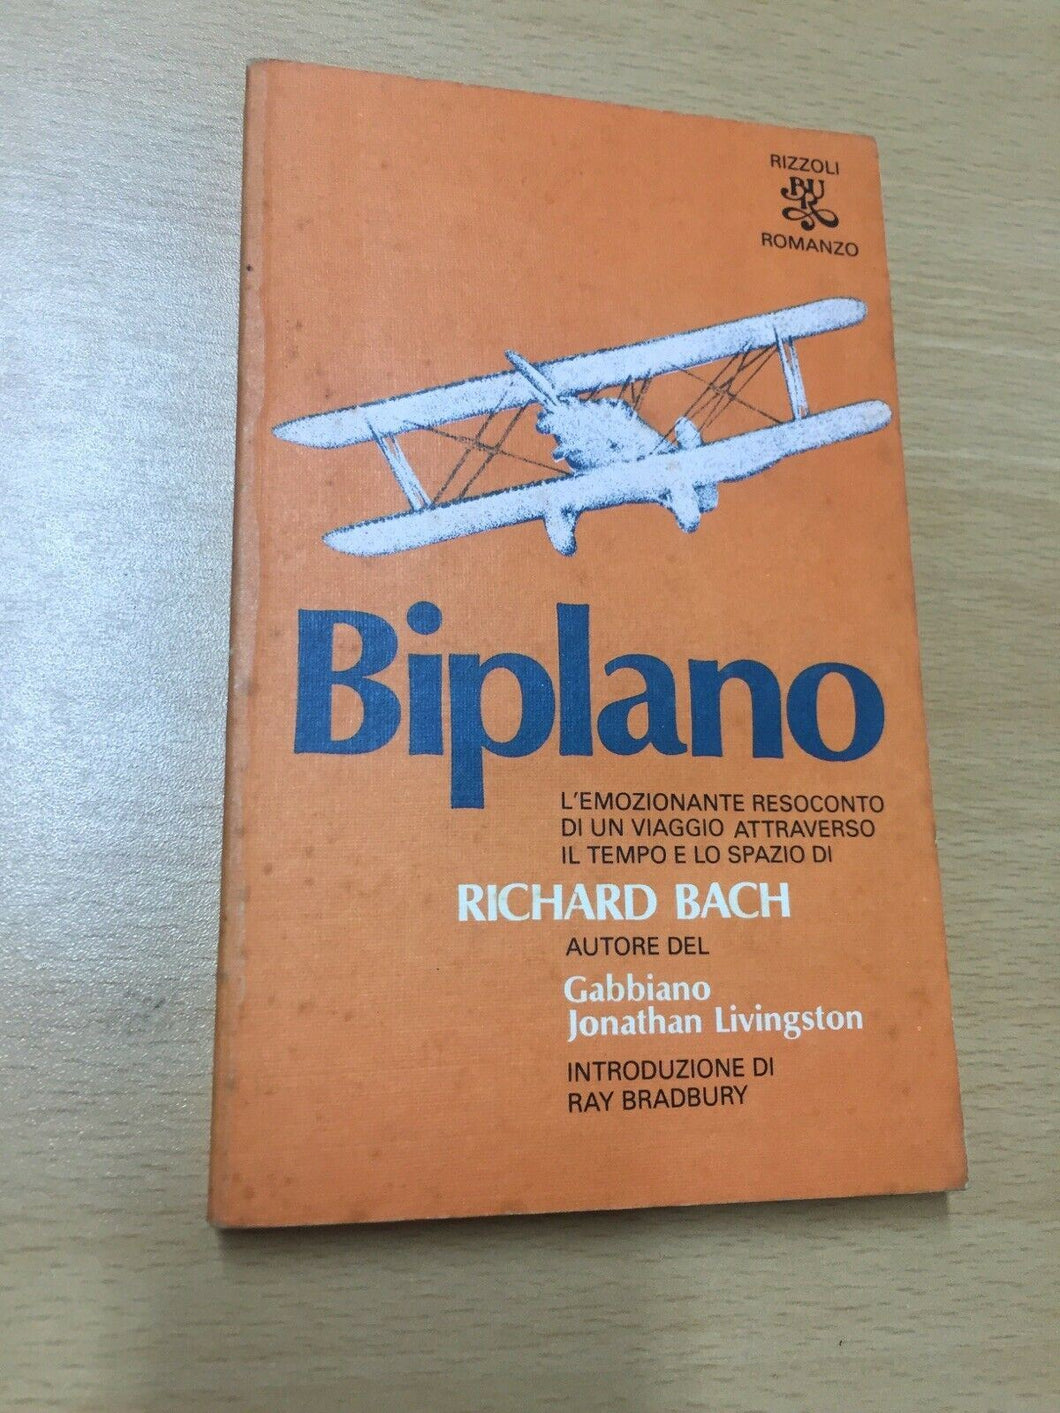 RIZZOLI
BUR
ROMANZO
Biplano
L'EMOZIONANTE RESOCONTO
DI UN VIAGGIO ATTRAVERSO
IL TEMPO E LO SPAZIO DI
RICHARD BACH
AUTORE DEL
Gabbiano
Jonathan Livingston
INTRODUZIONE DI
RAY BRADBURY